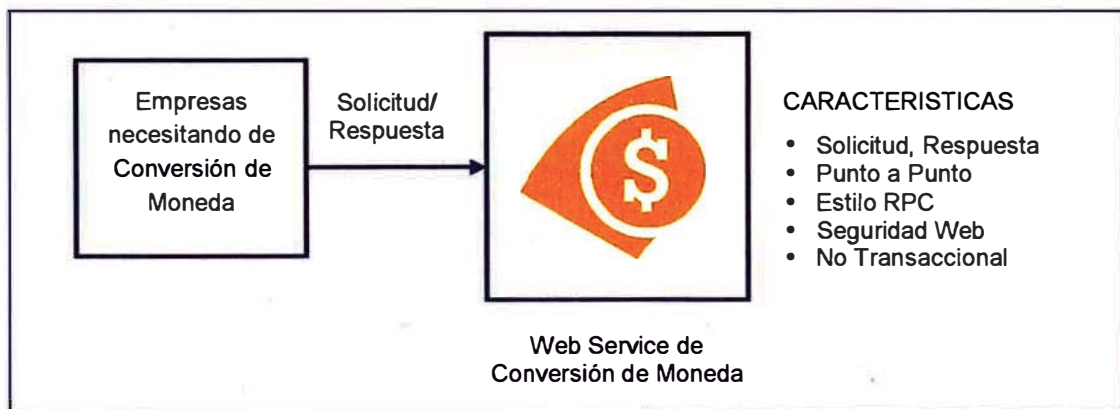 Empresas
necesitando de
Conversión de
Moneda
Solicitud/
Respuesta
$
CARACTERISTICAS
• Solicitud, Respuesta
• Punto a Punto
• Estilo RPC
• Seguridad Web
• No Transaccional
Web Service de
Conversión de Moneda